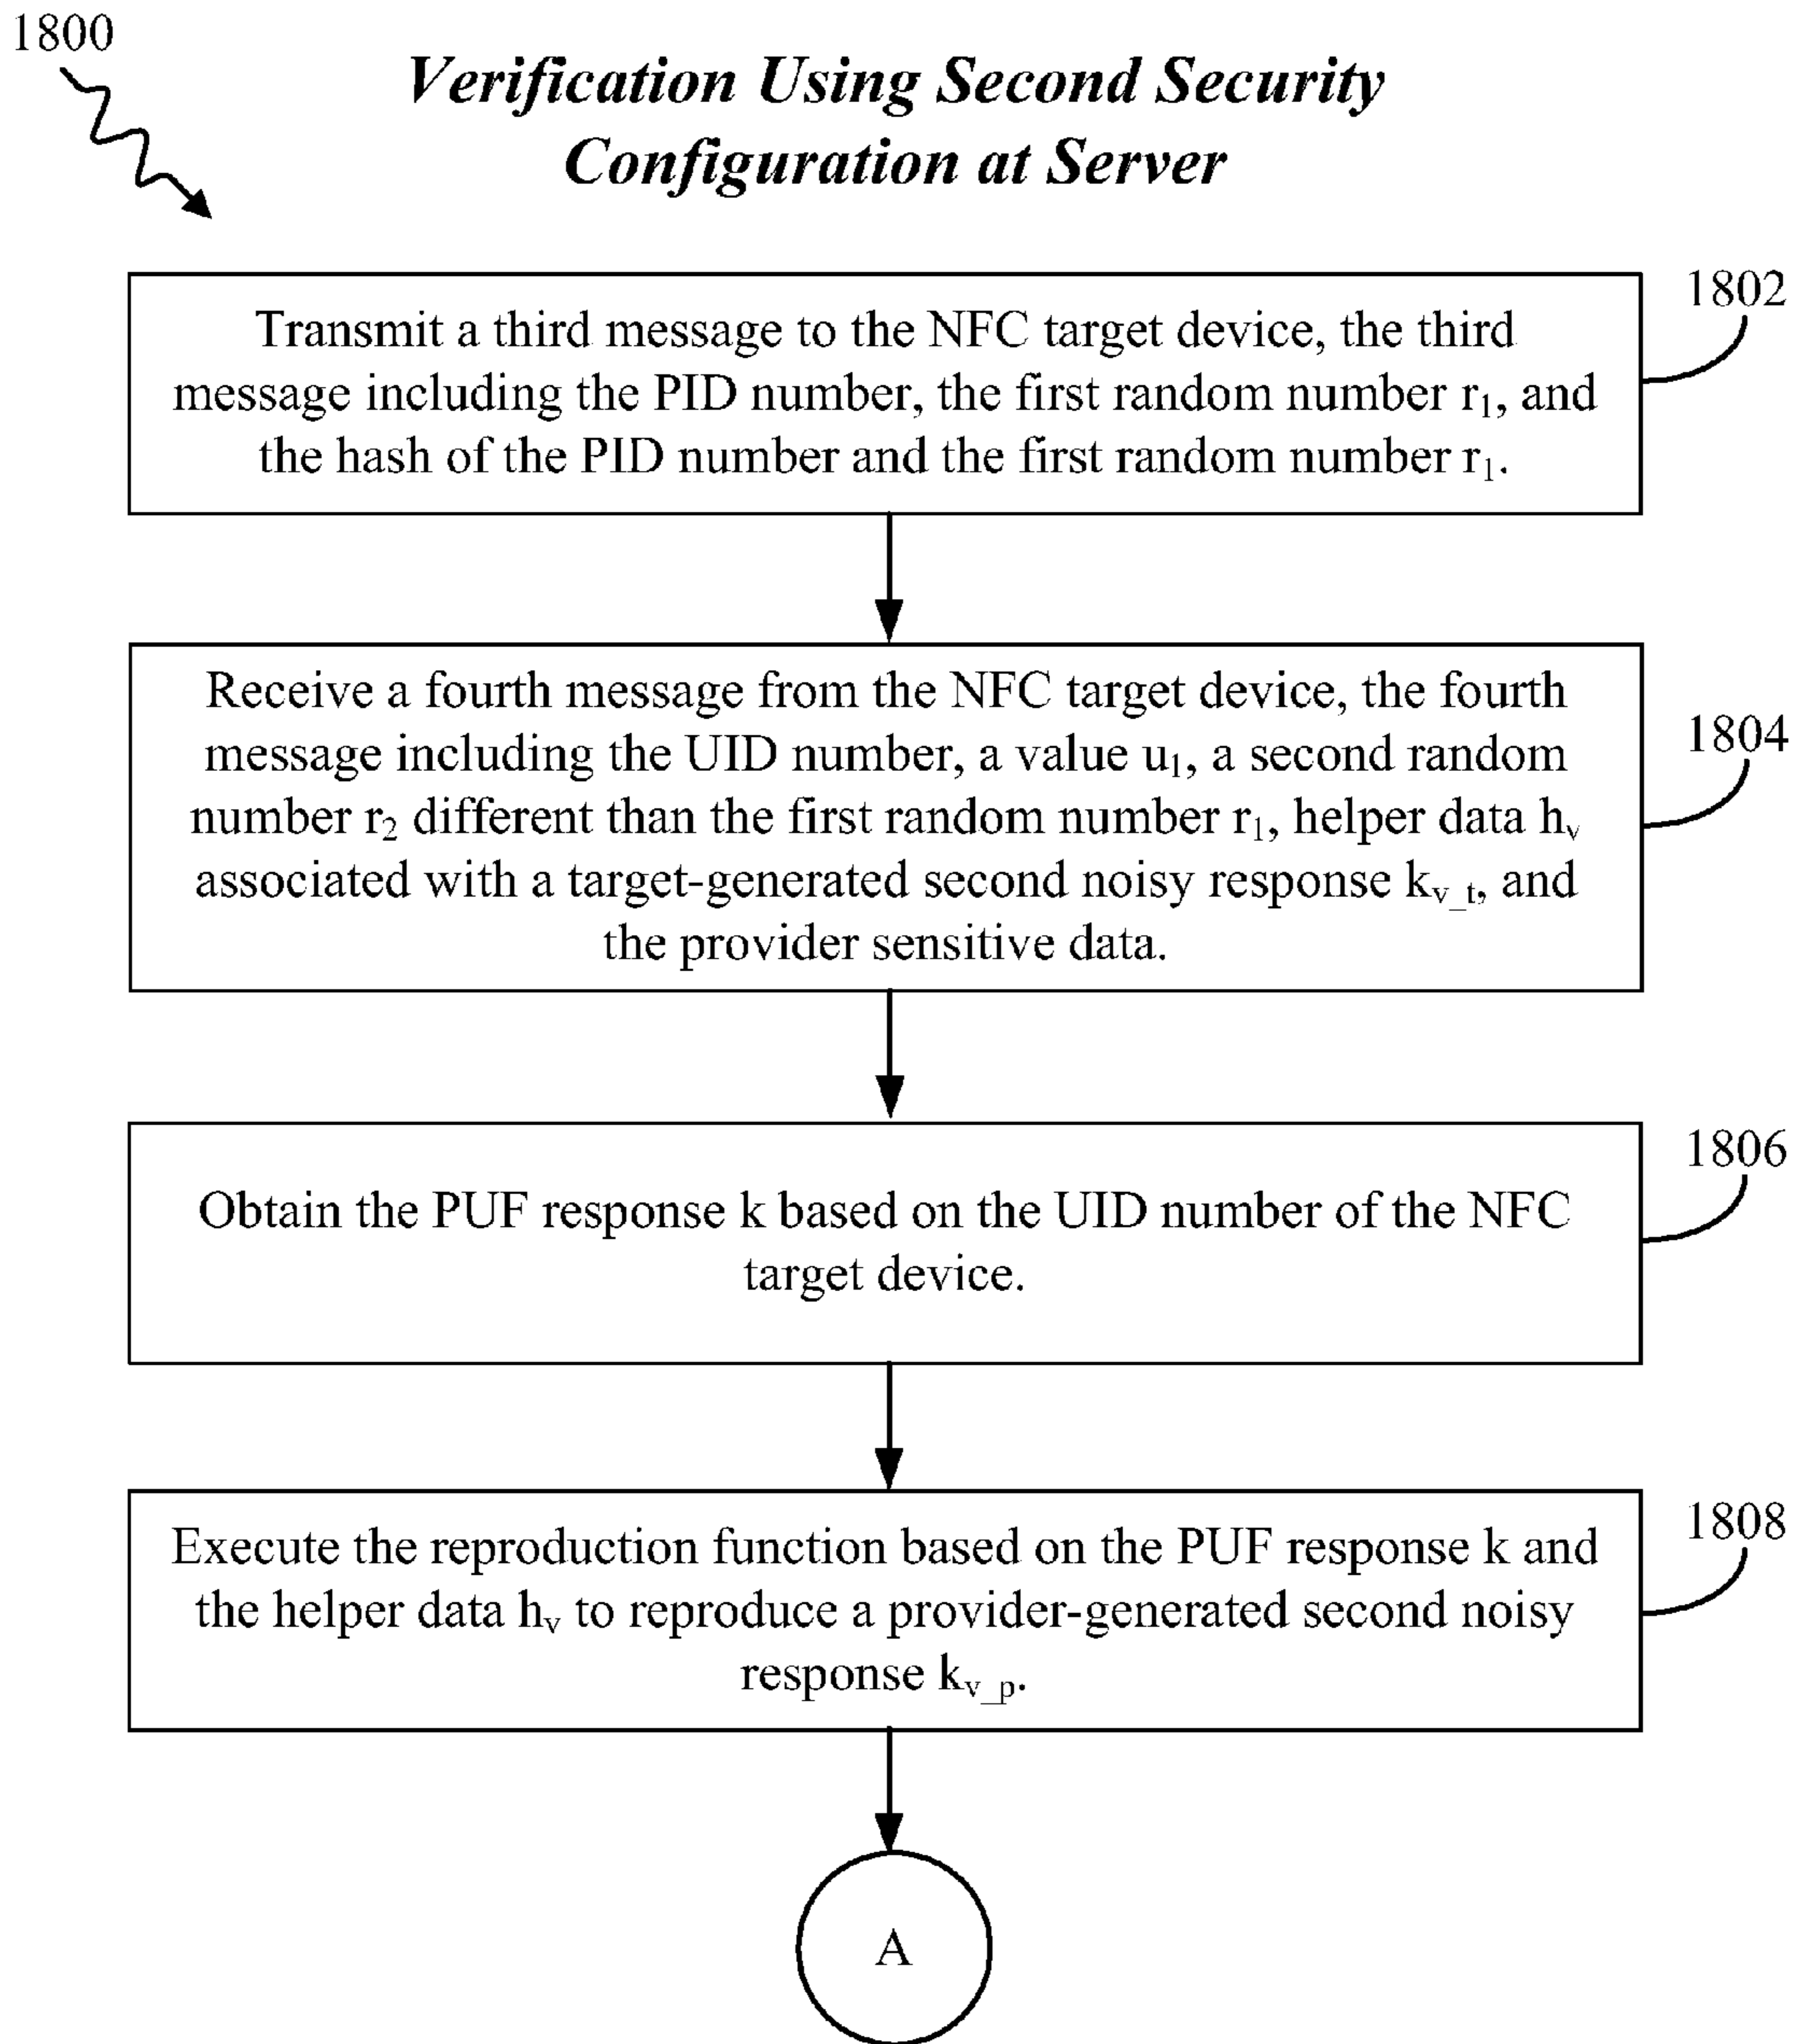 1800
Verification Using Second Security
Configuration at Server
1802
Transmit a third message to the NFC target device, the third
message including the PID number, the first random number r₁, and
the hash of the PID number and the first random number r₁.
1804
Receive a fourth message from the NFC target device, the fourth
message including the UID number, a value u₁, a second random
number r₂ different than the first random number r₁, helper data hᵥ
associated with a target-generated second noisy response k_{v_t}, and
the provider sensitive data.
1806
Obtain the PUF response k based on the UID number of the NFC
target device.
1808
Execute the reproduction function based on the PUF response k and
the helper data hᵥ to reproduce a provider-generated second noisy
response k_{v_p}.
A